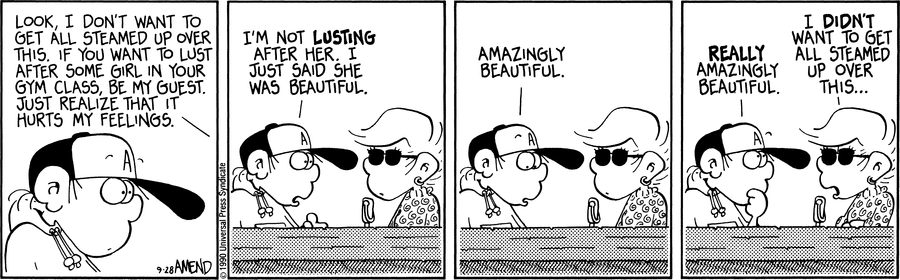 LOOK, I DON'T WANT TO
GET ALL STEAMED UP OVER
THIS. IF YOU WANT TO LUST
AFTER SOME GIRL IN YOUR
GYM CLASS, BE MY GUEST.
JUST REALIZE THAT IT
HURTS MY FEELINGS.
A
9-28 AMEND
© 1990 Universal Press Syndicate
I'M NOT LUSTING
AFTER HER. I
JUST SAID SHE
WAS BEAUTIFUL.
A
AMAZINGLY
BEAUTIFUL.
A
REALLY
AMAZINGLY
BEAUTIFUL.
I DIDN'T
WANT TO GET
ALL STEAMED
UP OVER
THIS...
A